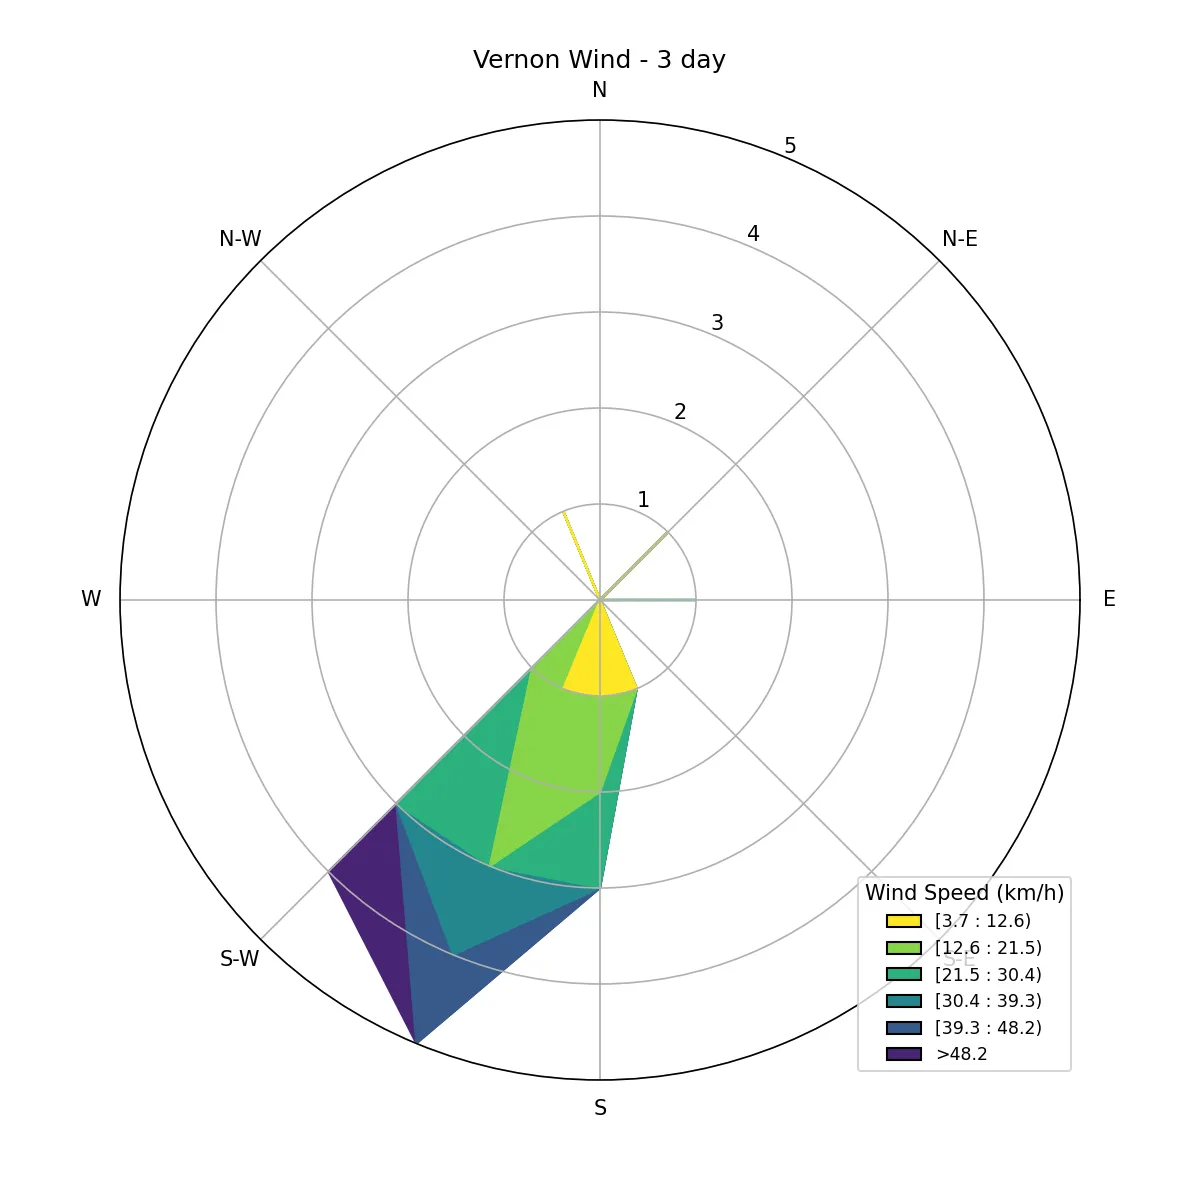 Vernon Wind - 3 day
N
5
N-W
4
N-E
3
2
1
W
E
S-W
S-E
S
Wind Speed (km/h)
[3.7 : 12.6)
[12.6 : 21.5)
[21.5 : 30.4)
[30.4 : 39.3)
[39.3 : 48.2)
>48.2